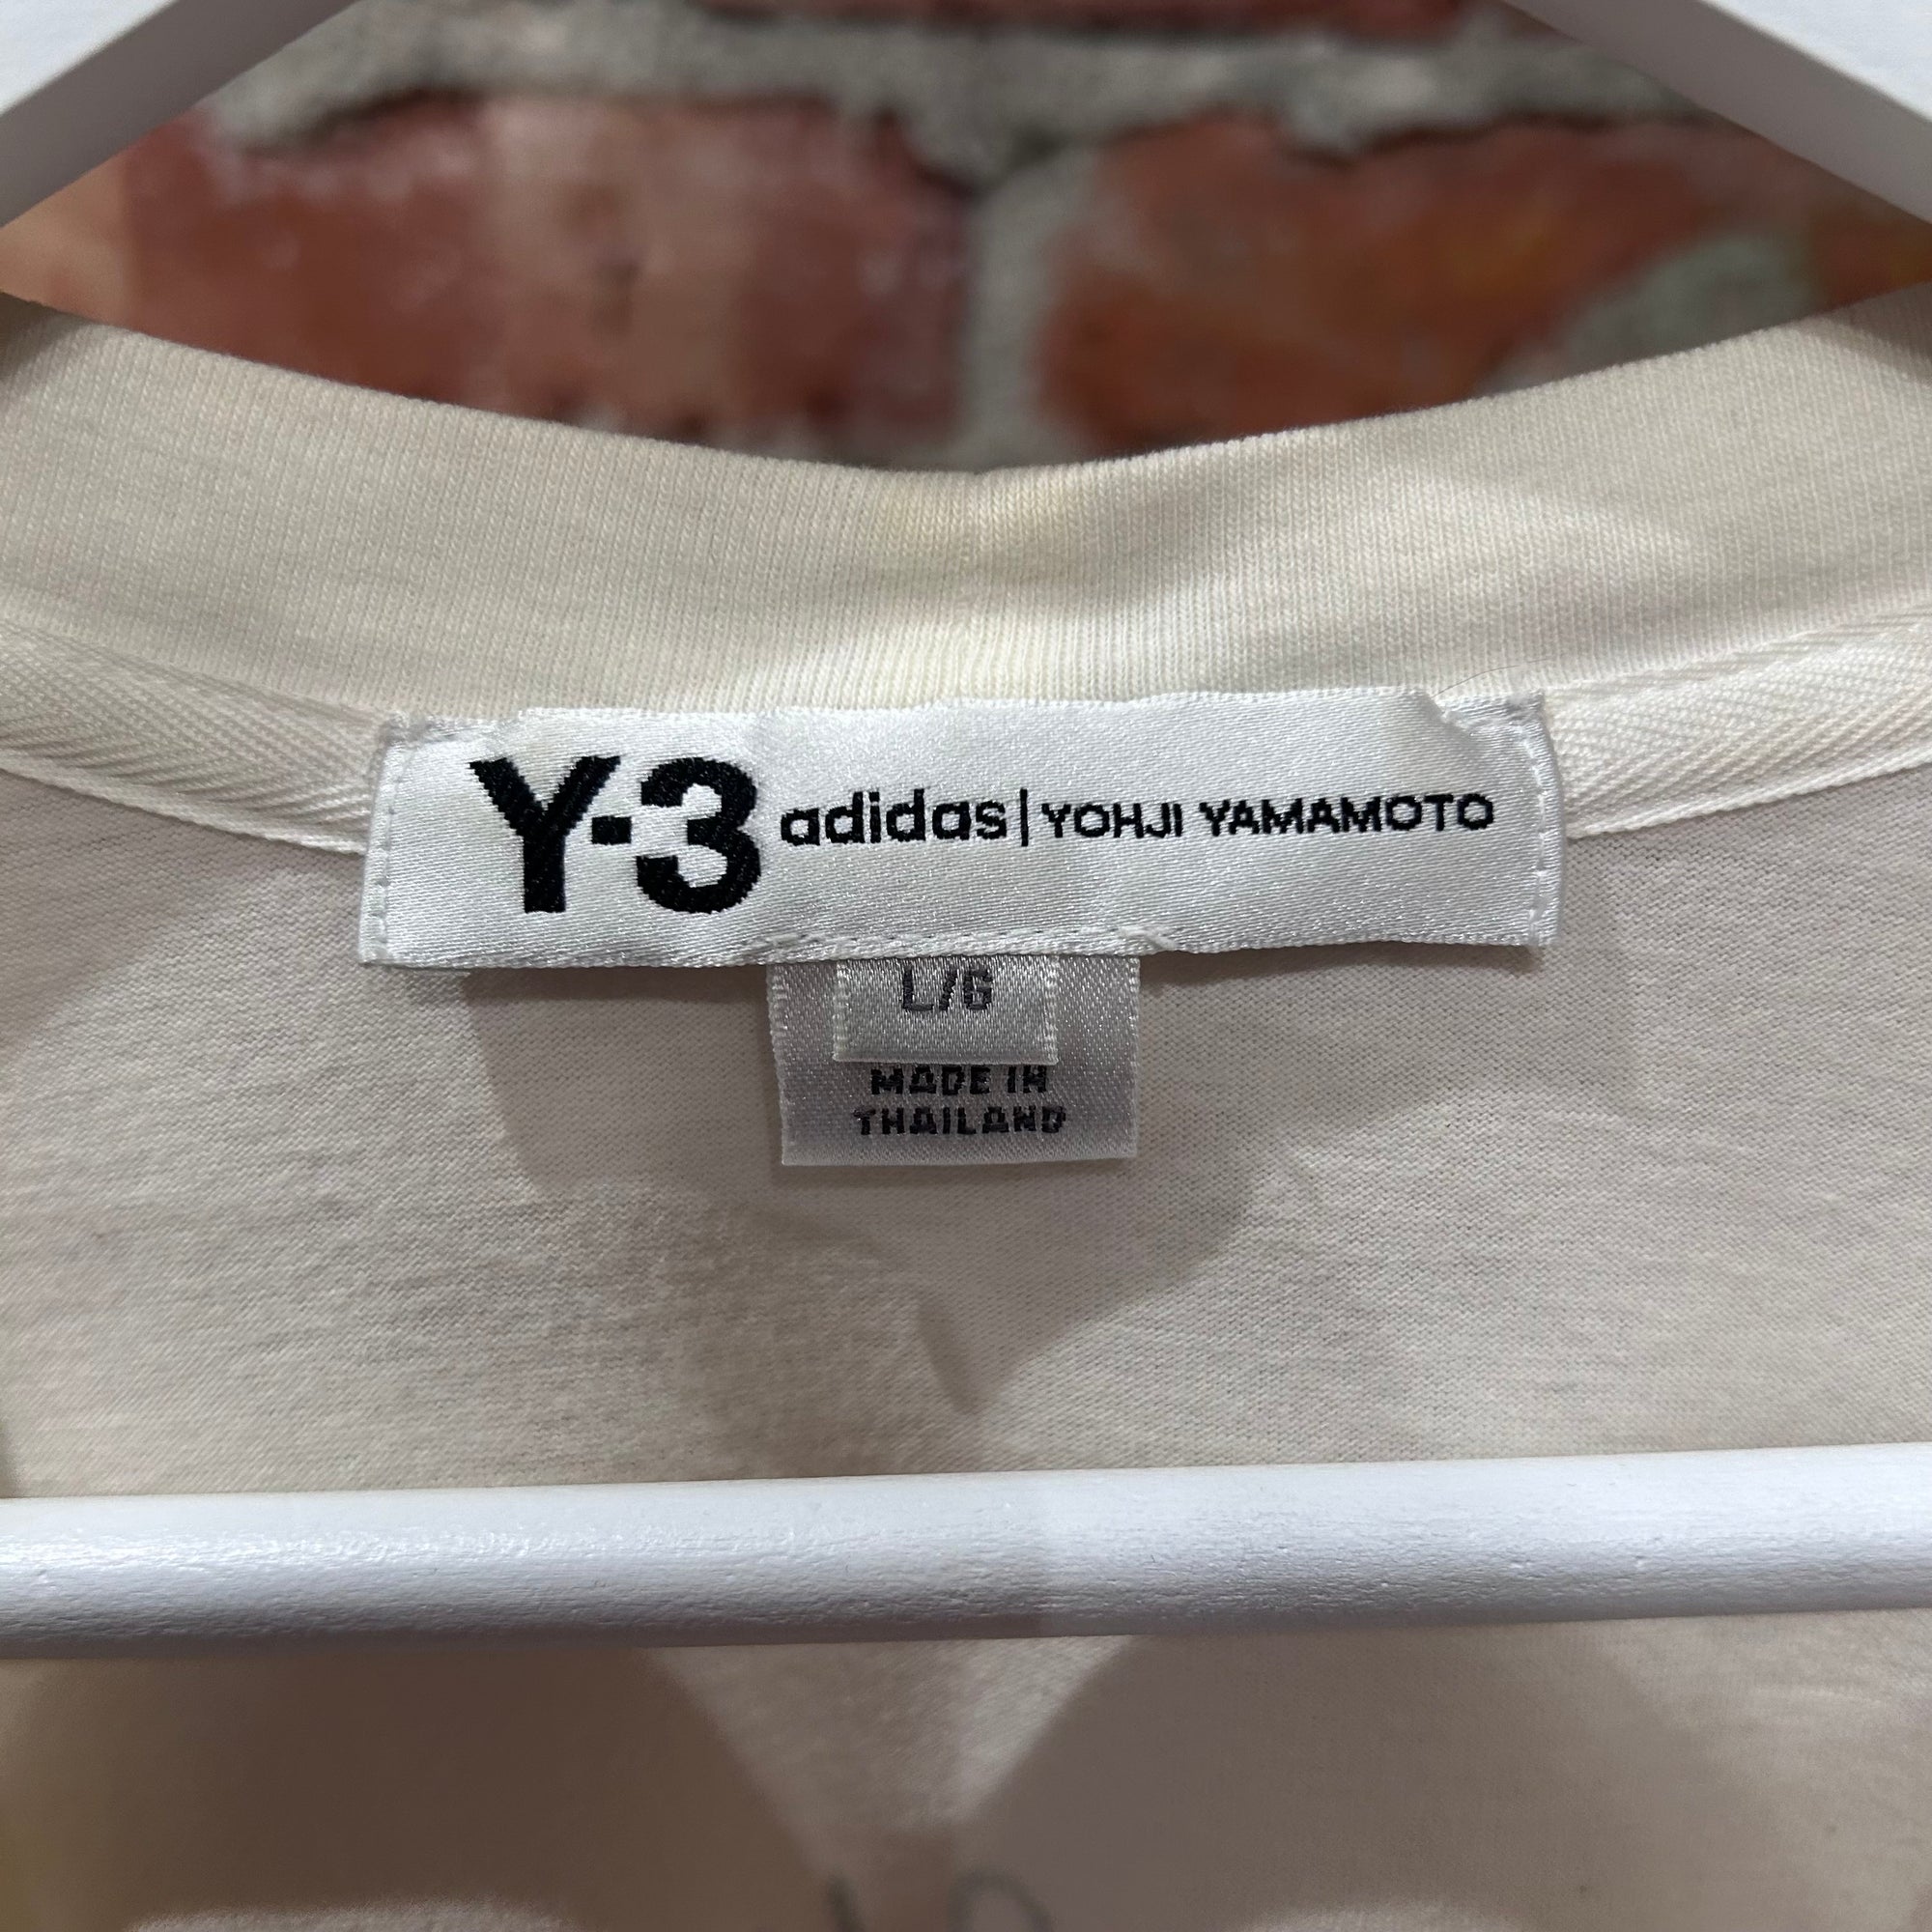 Y-3 adidas | YOHJI YAMAMOTO
L/G
MADE IN
THAILAND